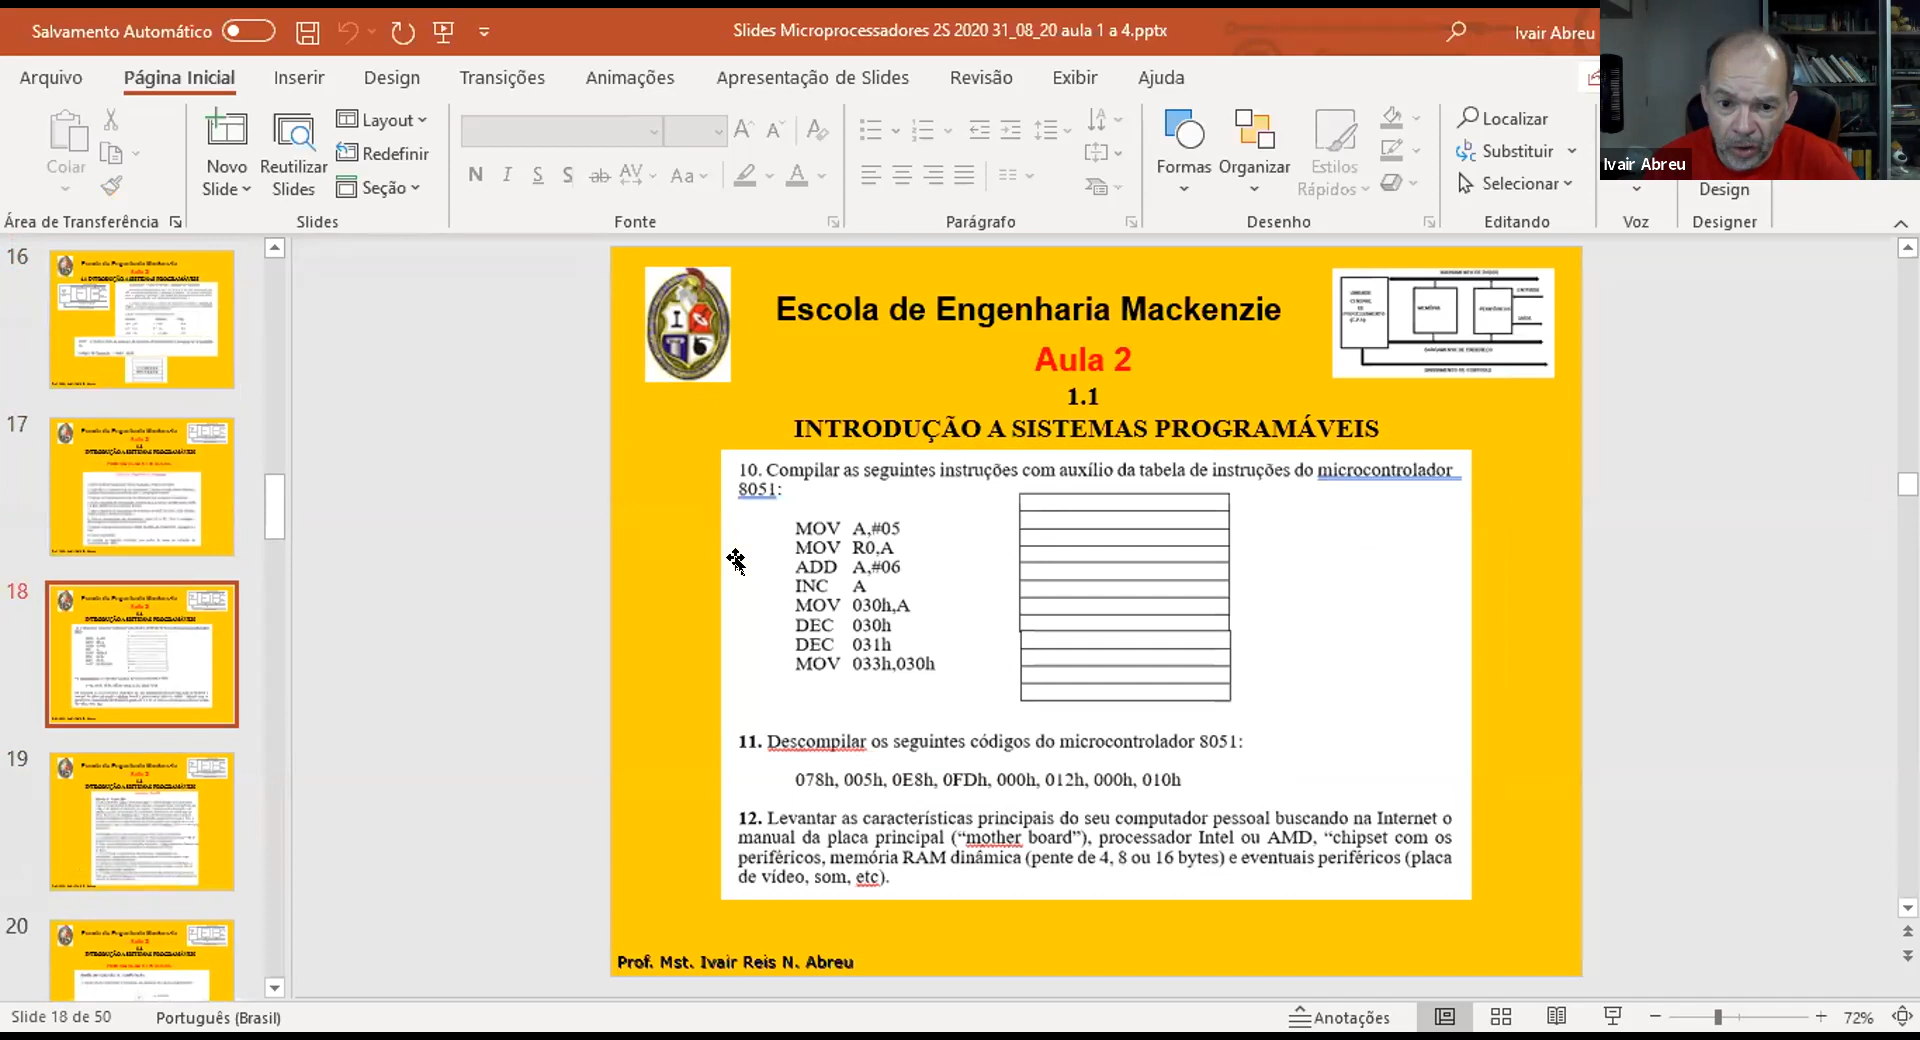 Salvamento Automático
Slides Microprocessadores 2S 2020 31_08_20 aula 1 a 4.pptx
Ivair Abreu
Arquivo Página Inicial Inserir Design Transições Animações Apresentação de Slides Revisão Exibir Ajuda
Colar
Novo Slide
Reutilizar Slides
Layout
Redefinir
Seção
N I S S ab AV Aa A
Formas
Organizar
Estilos Rápidos
Localizar
Substituir
Selecionar
Ivair Abreu
Design
Área de Transferência Slides Fonte Parágrafo Desenho Editando Voz Designer
16
17
18
19
20
Escola de Engenharia Mackenzie
Aula 2
1.1
INTRODUÇÃO A SISTEMAS PROGRAMÁVEIS
10. Compilar as seguintes instruções com auxílio da tabela de instruções do microcontrolador
8051:
MOV A,#05
MOV R0,A
ADD A,#06
INC A
MOV 030h,A
DEC 030h
DEC 031h
MOV 033h,030h
11. Descompilar os seguintes códigos do microcontrolador 8051:
078h, 005h, 0E8h, 0FDh, 000h, 012h, 000h, 010h
12. Levantar as características principais do seu computador pessoal buscando na Internet o
manual da placa principal (“mother board”), processador Intel ou AMD, “chipset com os
periféricos, memória RAM dinâmica (pente de 4, 8 ou 16 bytes) e eventuais periféricos (placa
de vídeo, som, etc).
Prof. Mst. Ivair Reis N. Abreu
Slide 18 de 50 Português (Brasil) Anotações 72%